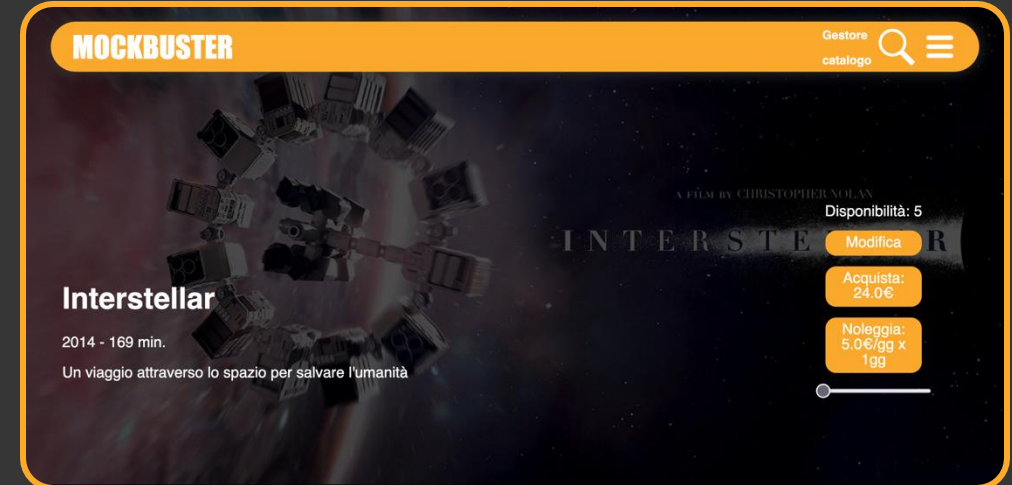 MOCKBUSTER
Gestore
catalogo
A FILM BY CHRISTOPHER NOLAN
INTERSTE R
Disponibilità: 5
Modifica
Acquista:
24.0€
Noleggia:
5.0€/gg x
1gg
Interstellar
2014 - 169 min.
Un viaggio attraverso lo spazio per salvare l'umanità